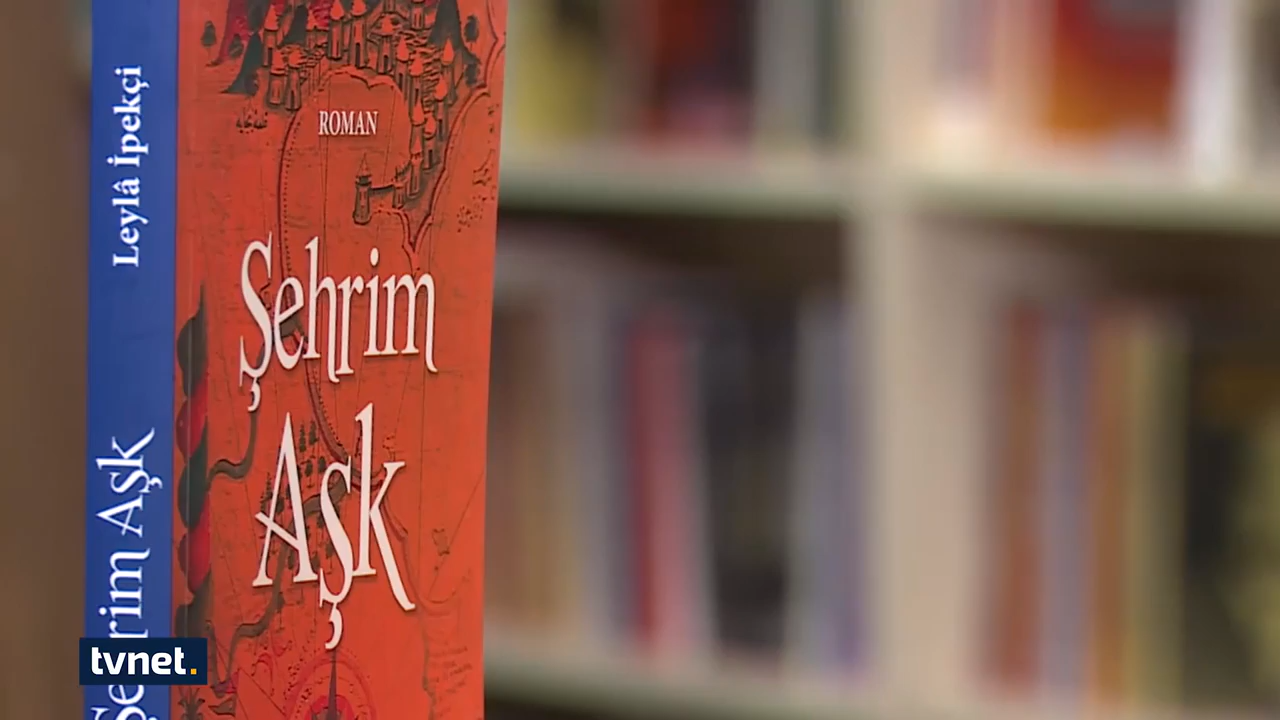 Leylâ İpekçi
Şehrim Aşk
ROMAN
Şehrim
Aşk
tvnet.